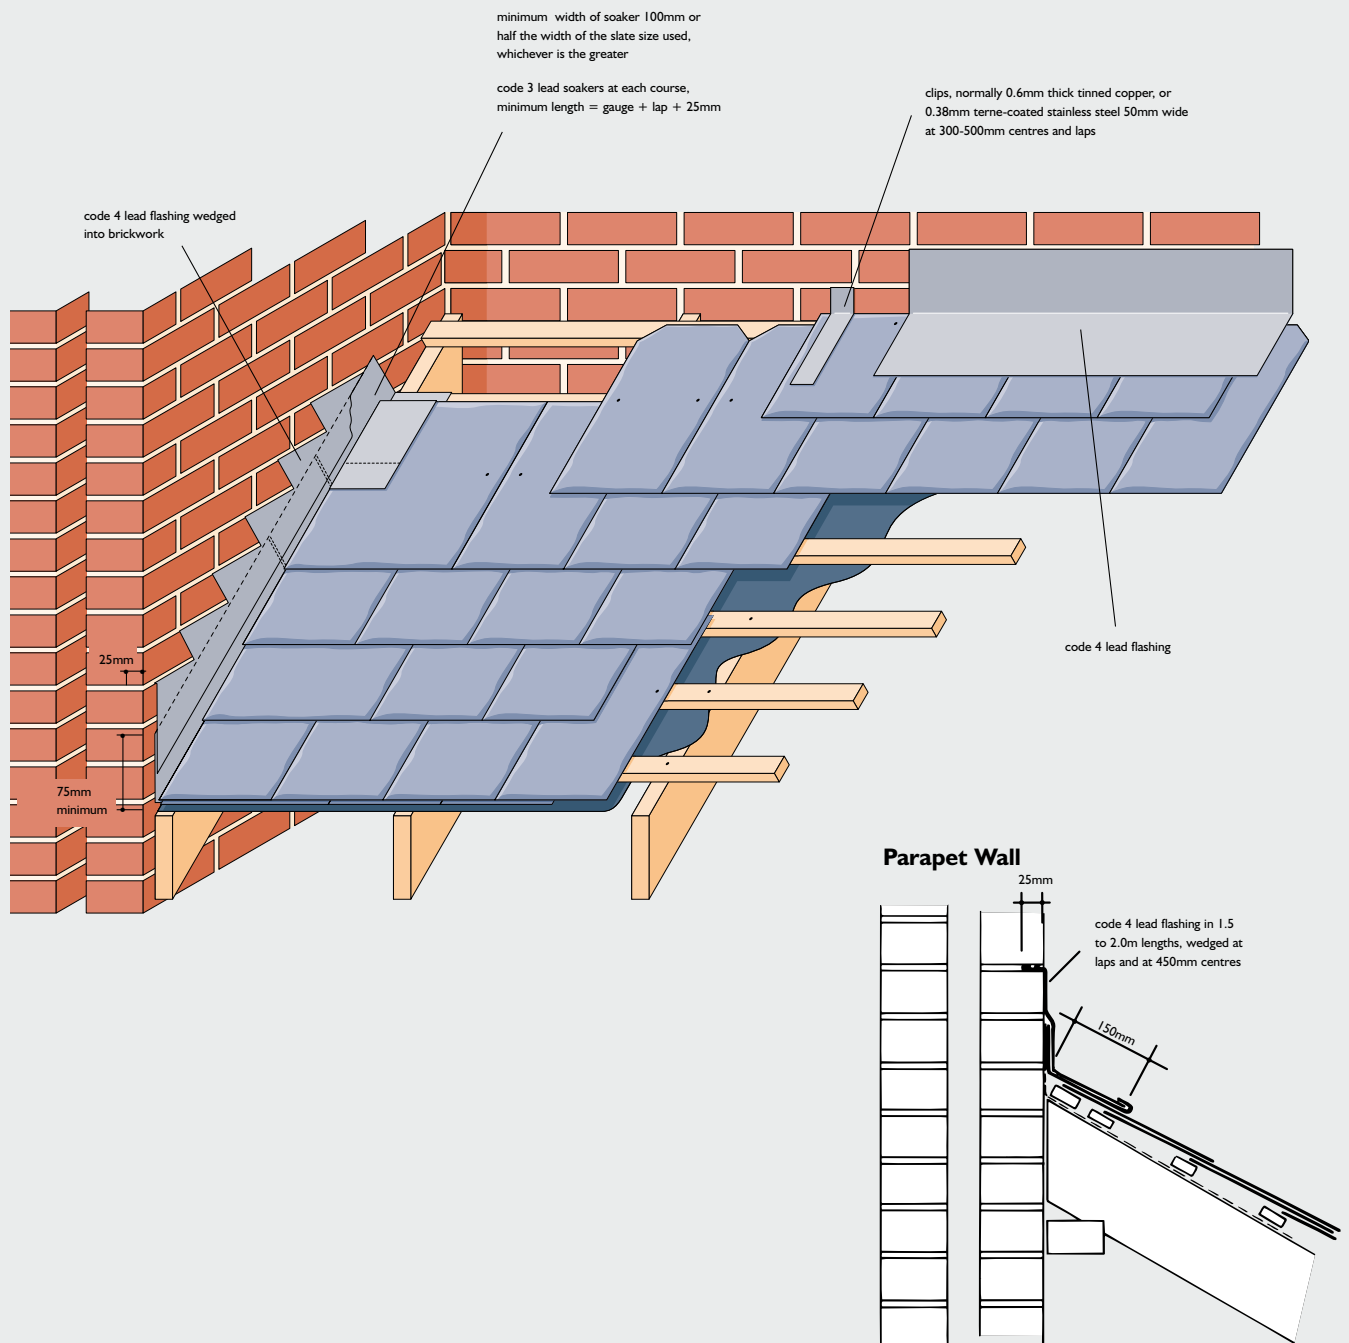 minimum width of soaker 100mm or
half the width of the slate size used,
whichever is the greater
code 3 lead soakers at each course,
minimum length = gauge + lap + 25mm
clips, normally 0.6mm thick tinned copper, or
0.38mm terne-coated stainless steel 50mm wide
at 300-500mm centres and laps
code 4 lead flashing wedged
into brickwork
code 4 lead flashing
25mm
75mm
minimum
Parapet Wall
25mm
code 4 lead flashing in 1.5
to 2.0m lengths, wedged at
laps and at 450mm centres
150mm